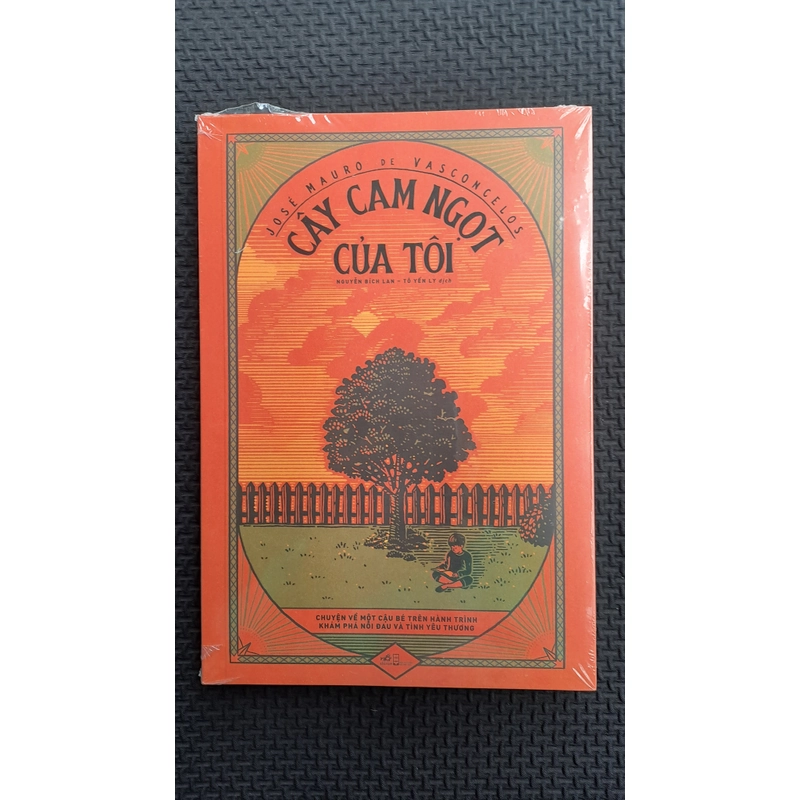 JOSÉ MAURO DE VASCONCELOS
CÂY CAM NGỌT
CỦA TÔI
NGUYỄN BÍCH LAN – TÔ YẾN LY dịch
CHUYỆN VỀ MỘT CẬU BÉ TRÊN HÀNH TRÌNH
KHÁM PHÁ NỖI ĐAU VÀ TÌNH YÊU THƯƠNG